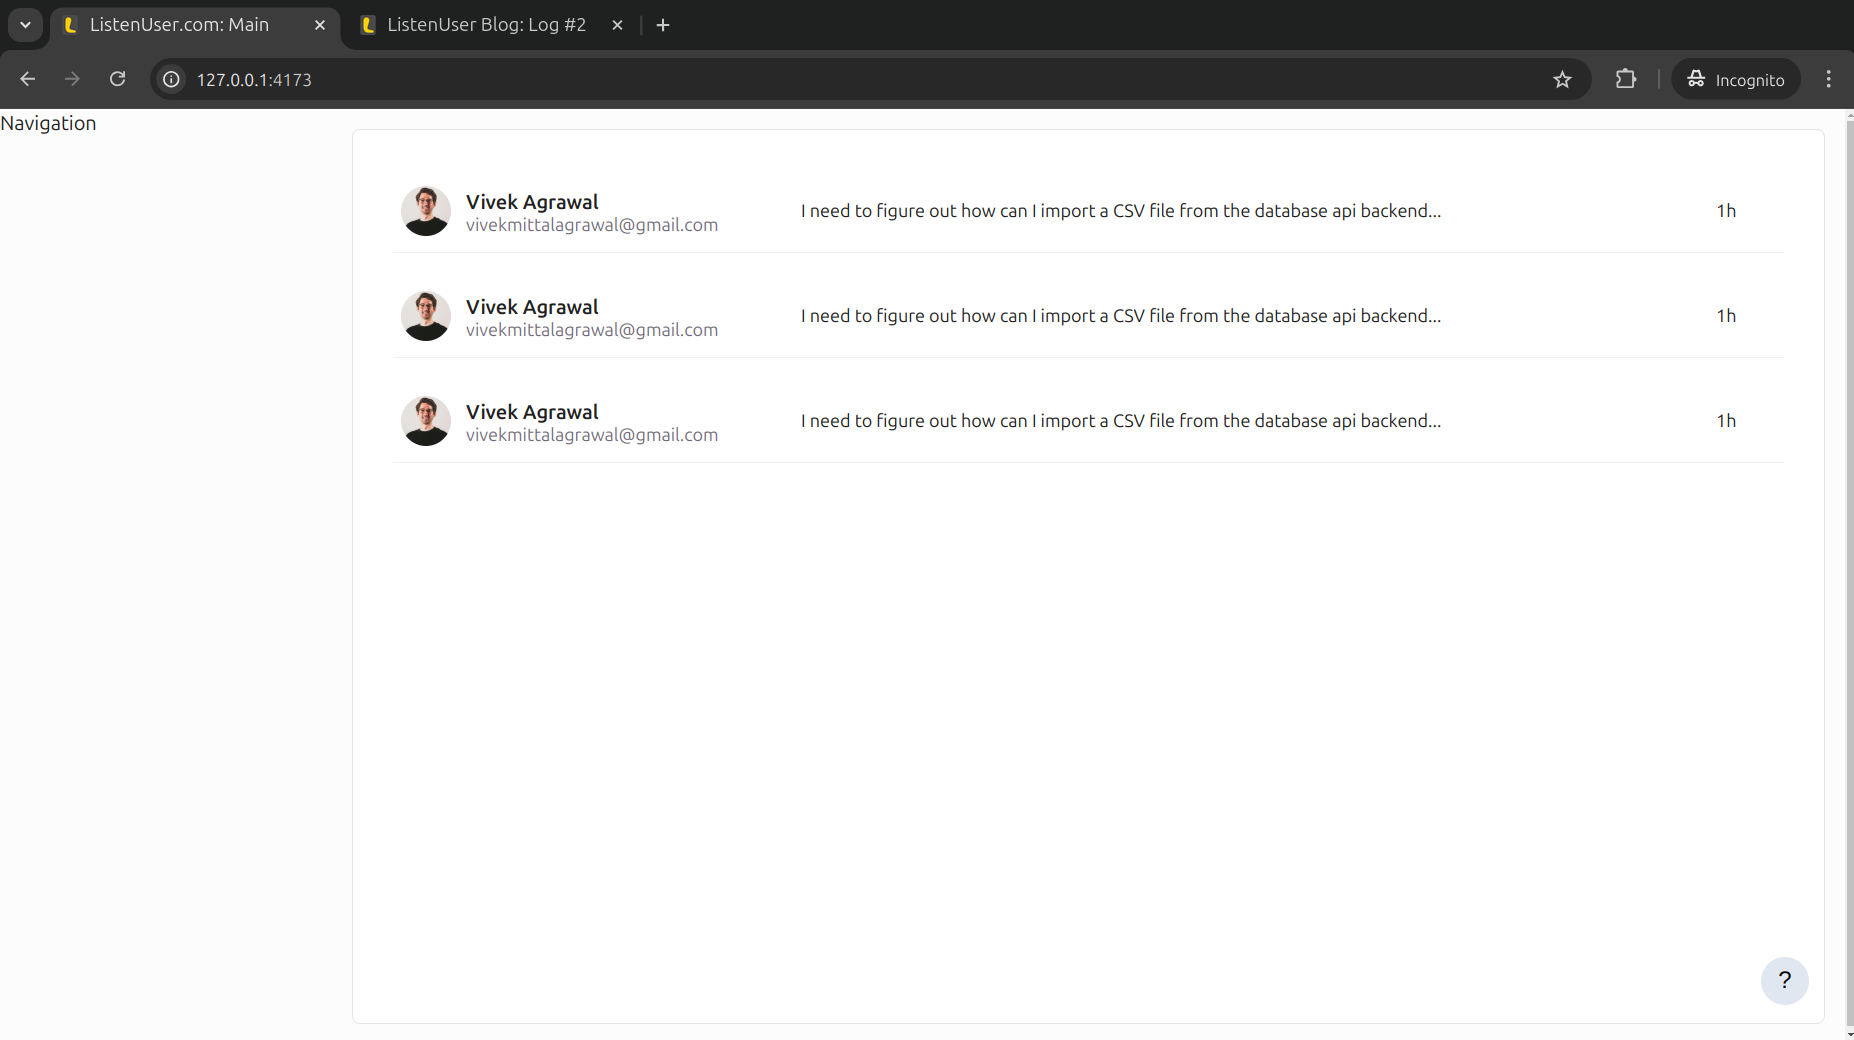 ListenUser.com: Main
ListenUser Blog: Log #2
127.0.0.1:4173
Incognito
Navigation
Vivek Agrawal
vivekmittalagrawal@gmail.com
I need to figure out how can I import a CSV file from the database api backend...
1h
Vivek Agrawal
vivekmittalagrawal@gmail.com
I need to figure out how can I import a CSV file from the database api backend...
1h
Vivek Agrawal
vivekmittalagrawal@gmail.com
I need to figure out how can I import a CSV file from the database api backend...
1h
?